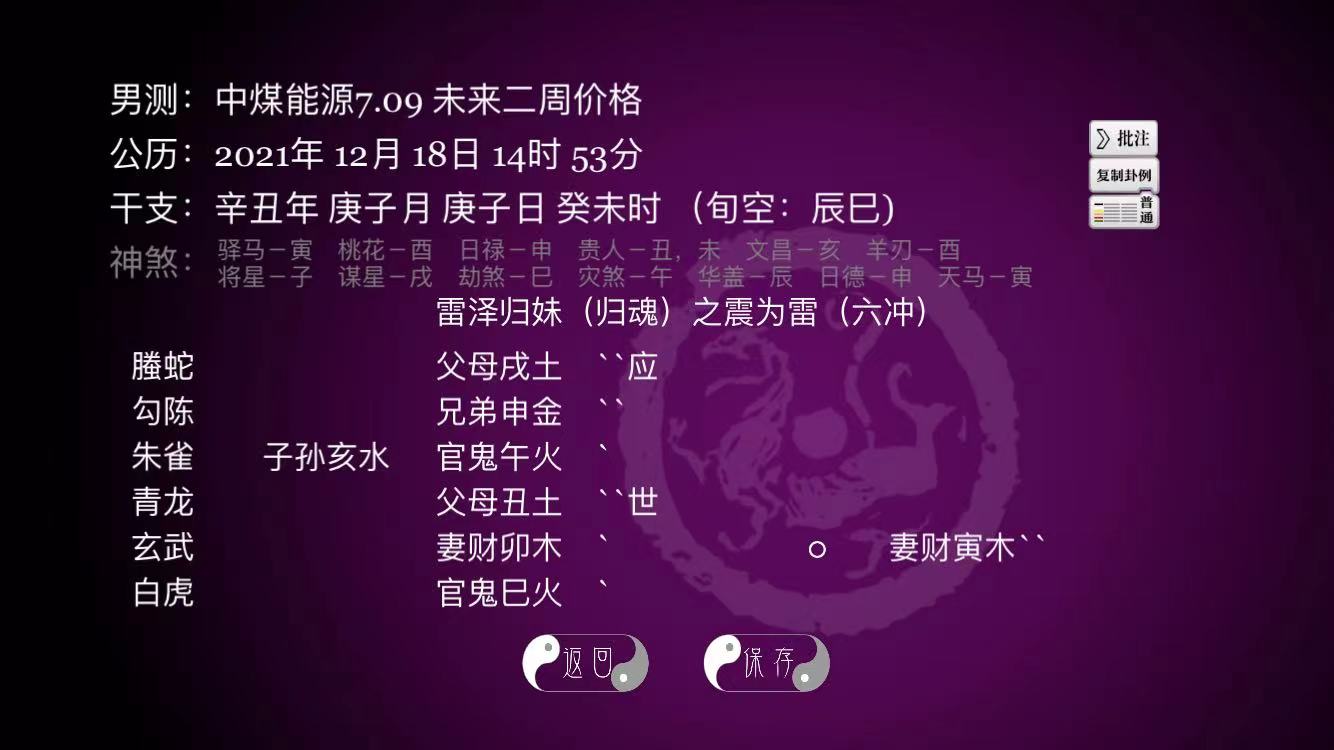 男测：中煤能源7.09 未来二周价格
公历：2021年 12月 18日 14时 53分
干支：辛丑年 庚子月 庚子日 癸未时 （旬空：辰巳)
神煞：
驿马－寅 桃花－酉 日禄－申 贵人－丑，未 文昌－亥 羊刃－酉
将星－子 谋星－戌 劫煞－巳 灾煞－午 华盖－辰 日德－申 天马－寅
雷泽归妹（归魂）之震为雷（六冲）
螣蛇 父母戌土 ``应
勾陈 兄弟申金 ``
朱雀 子孙亥水 官鬼午火 `
青龙 父母丑土 ``世
玄武 妻财卯木 ` ○ 妻财寅木``
白虎 官鬼巳火 `
批注
复制卦例
普通
返回 保存